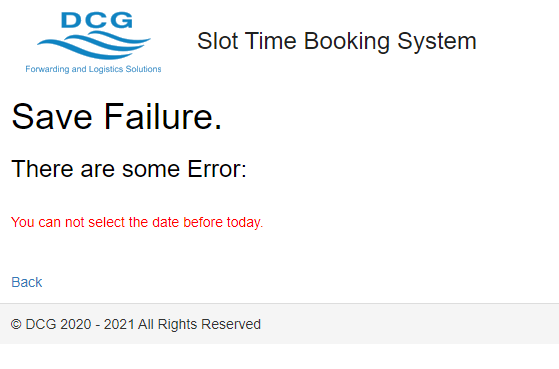 DCG
Forwarding and Logistics Solutions
Slot Time Booking System
Save Failure.
There are some Error:
You can not select the date before today.
Back
© DCG 2020 - 2021 All Rights Reserved